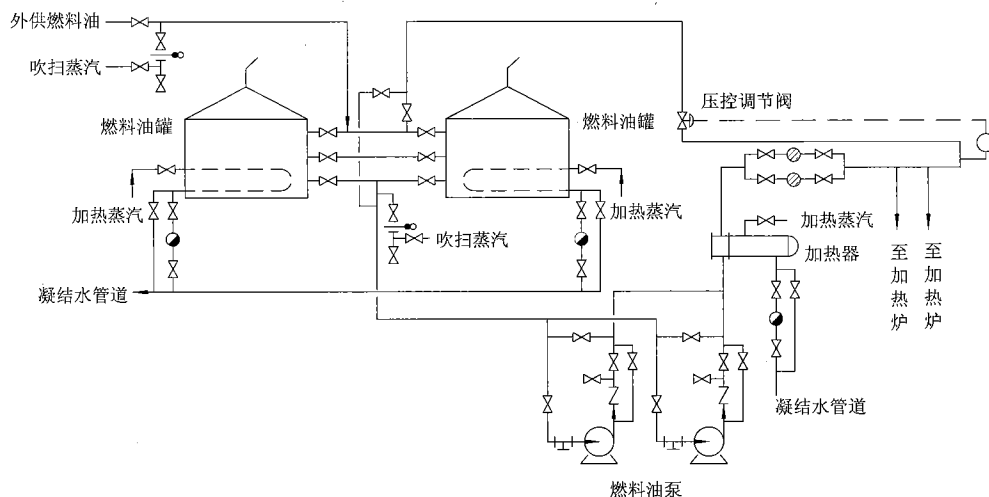 外供燃料油
吹扫蒸汽
燃料油罐
燃料油罐
压控调节阀
加热蒸汽
加热蒸汽
吹扫蒸汽
加热蒸汽
加热器
至加热炉
至加热炉
凝结水管道
凝结水管道
燃料油泵